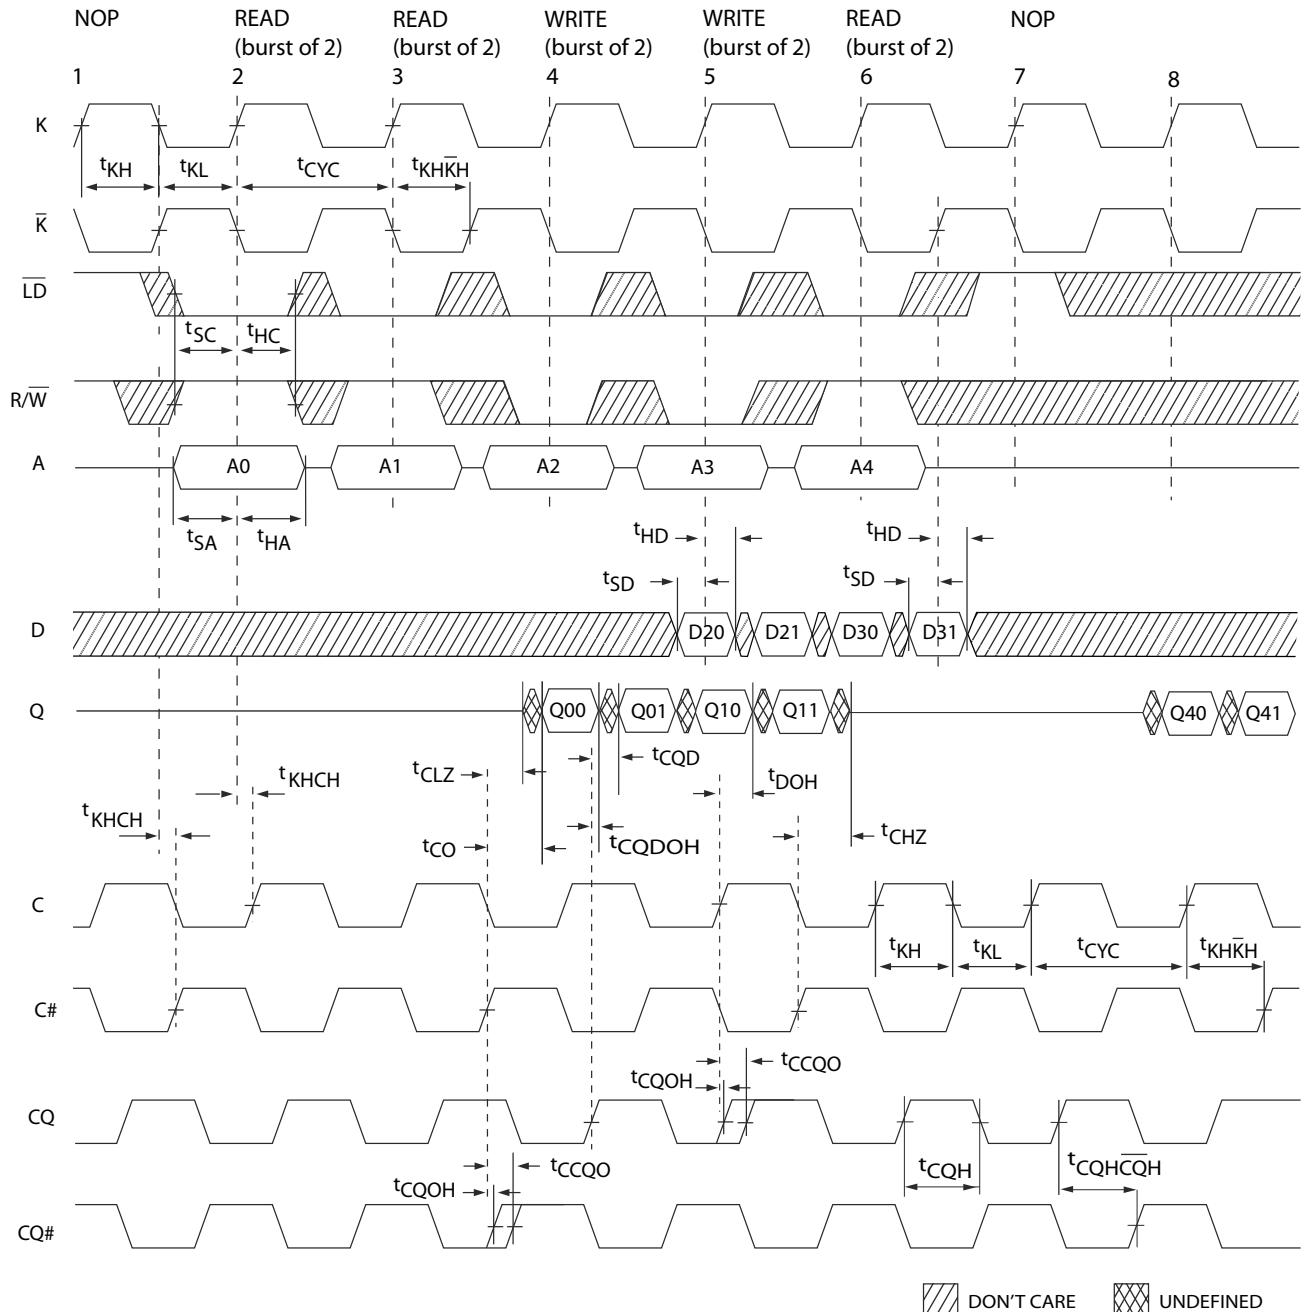 NOP READ READ WRITE WRITE READ NOP
(burst of 2) (burst of 2) (burst of 2) (burst of 2) (burst of 2)
1 2 3 4 5 6 7 8
K
tKH tKL tCYC tKHK̅H
K̅
L̅D̅
tSC tHC
R/W̅
A A0 A1 A2 A3 A4
tSA tHA tHD tHD
tSD tSD
D D20 D21 D30 D31
Q Q00 Q01 Q10 Q11 Q40 Q41
tCQD
tKHCH tCLZ tDOH
tKHCH tCO tCQDOH tCHZ
C
tKH tKL tCYC tKHK̅H
C#
tCCQO
tCQOH
CQ
tCCQO tCQH tCQHC̅Q̅H
tCQOH
CQ#
DON'T CARE UNDEFINED